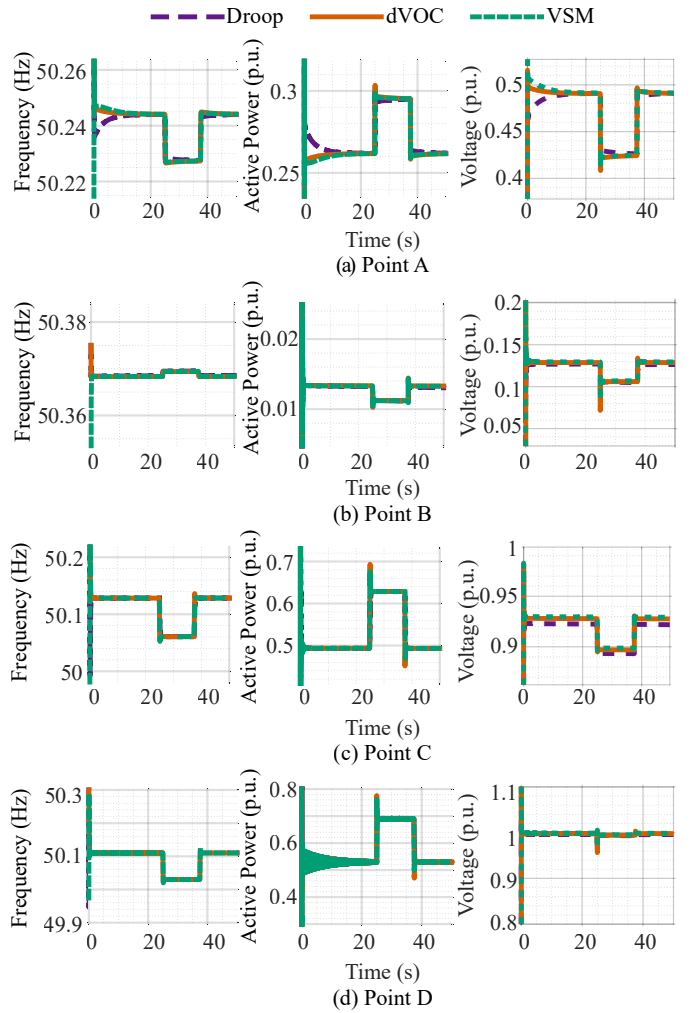 Droop dVOC VSM
Frequency (Hz)
50.26
50.24
50.22
0 20 40
Active Power (p.u.)
0.3
0.25
0 20 40
Voltage (p.u.)
0.5
0.45
0.4
0 20 40
Time (s)
(a) Point A
Frequency (Hz)
50.38
50.36
0 20 40
Active Power (p.u.)
0.02
0.01
0 20 40
Voltage (p.u.)
0.2
0.15
0.1
0.05
0 20 40
Time (s)
(b) Point B
Frequency (Hz)
50.2
50.1
50
0 20 40
Active Power (p.u.)
0.7
0.6
0.5
0 20 40
Voltage (p.u.)
1
0.95
0.9
0 20 40
Time (s)
(c) Point C
Frequency (Hz)
50.3
50.1
49.9
0 20 40
Active Power (p.u.)
0.8
0.6
0.4
0 20 40
Voltage (p.u.)
1.1
1
0.9
0.8
0 20 40
Time (s)
(d) Point D